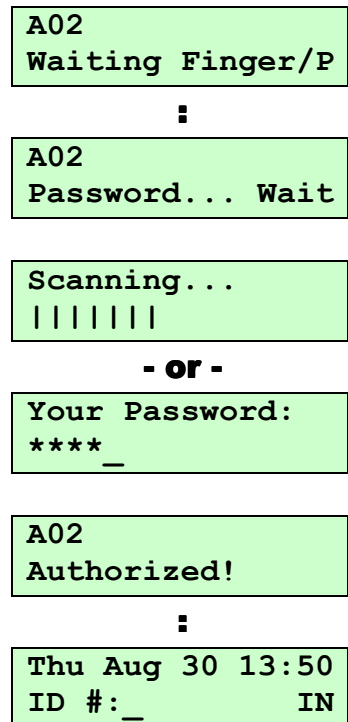 A02
Waiting Finger/P
:
A02
Password... Wait
Scanning...
|||||||
- or -
Your Password:
****_
A02
Authorized!
:
Thu Aug 30 13:50
ID #:_ IN